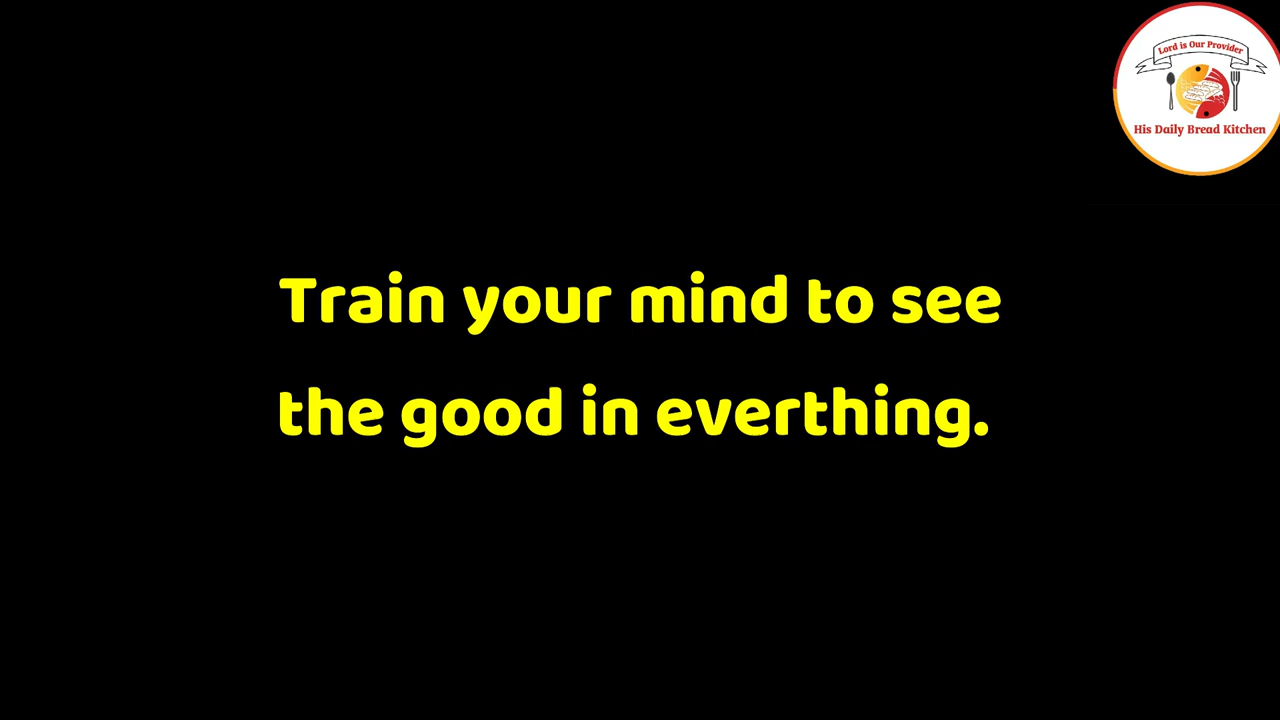 Lord is Our Provider
His Daily Bread Kitchen
Train your mind to see
the good in everthing.